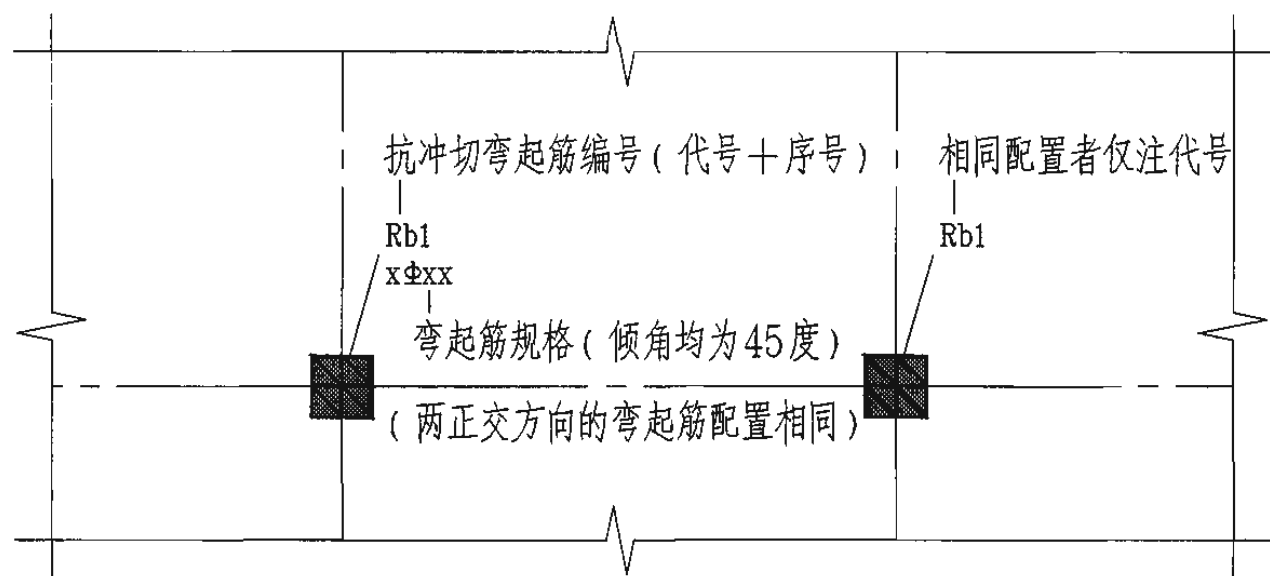 抗冲切弯起筋编号(代号+序号)
相同配置者仅注代号
Rb1
Rb1
xΦxx
弯起筋规格(倾角均为45度)
(两正交方向的弯起筋配置相同)